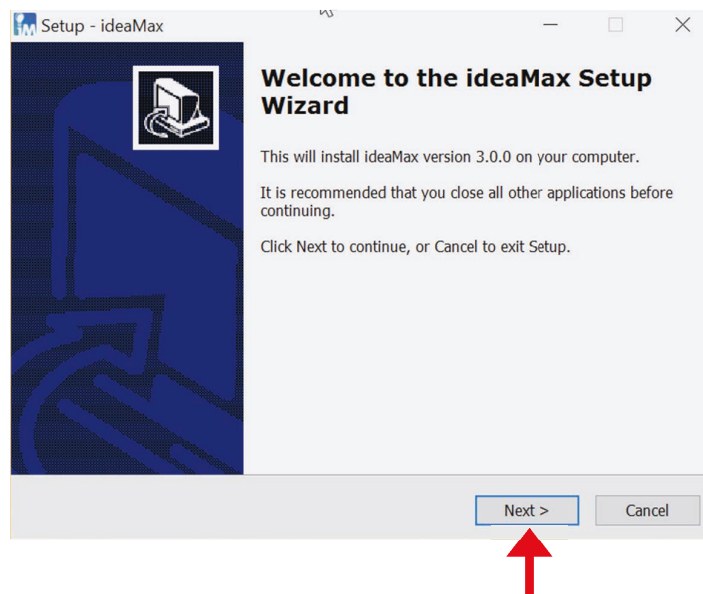 iM Setup - ideaMax
Welcome to the ideaMax Setup
Wizard
This will install ideaMax version 3.0.0 on your computer.
It is recommended that you close all other applications before
continuing.
Click Next to continue, or Cancel to exit Setup.
Next > Cancel